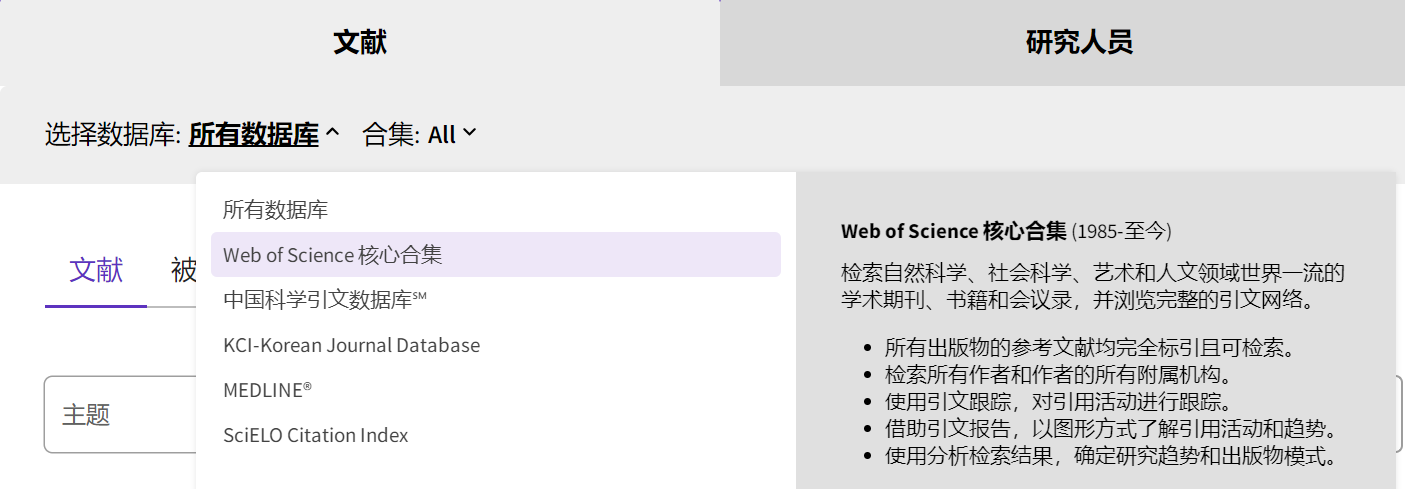 文献
研究人员
选择数据库: 所有数据库 合集: All
所有数据库
Web of Science 核心合集
中国科学引文数据库℠
KCI-Korean Journal Database
MEDLINE®
SciELO Citation Index
Web of Science 核心合集 (1985-至今)
检索自然科学、社会科学、艺术和人文领域世界一流的
学术期刊、书籍和会议录，并浏览完整的引文网络。
• 所有出版物的参考文献均完全标引且可检索。
• 检索所有作者和作者的所有附属机构。
• 使用引文跟踪，对引用活动进行跟踪。
• 借助引文报告，以图形方式了解引用活动和趋势。
• 使用分析检索结果，确定研究趋势和出版物模式。
文献 被
主题